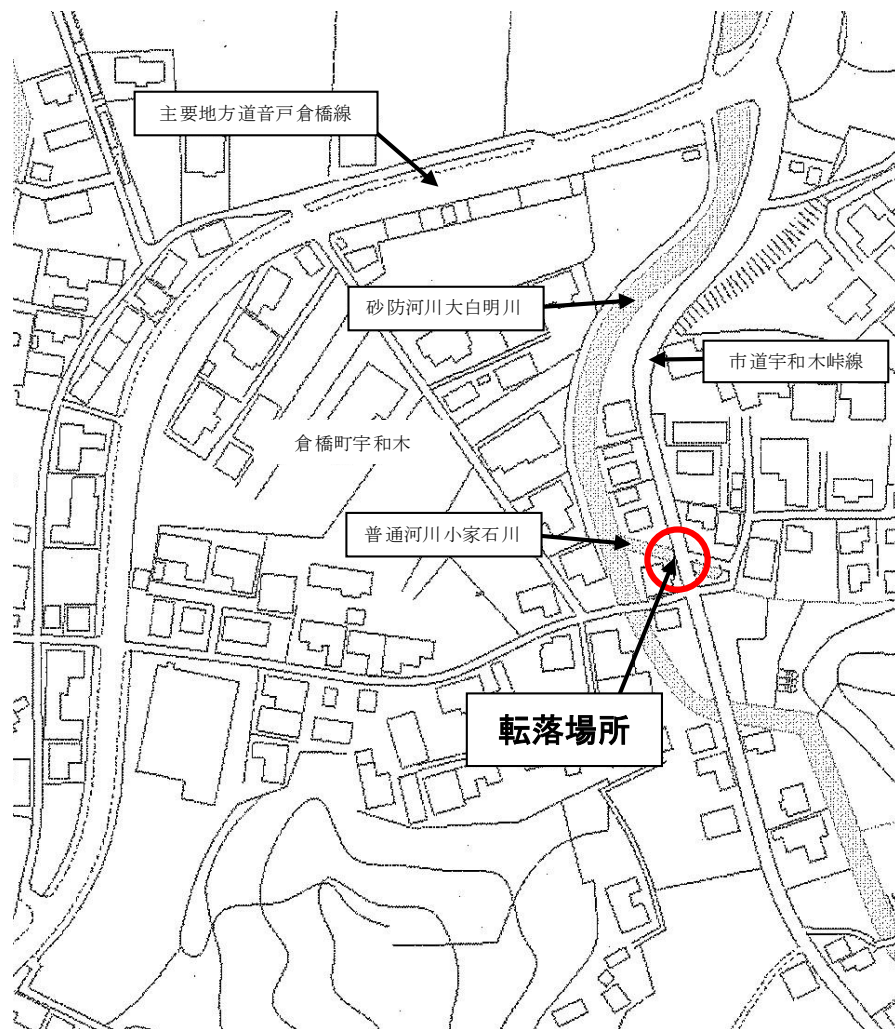 主要地方道音戸倉橋線
砂防河川大白明川
市道宇和木峠線
倉橋町宇和木
普通河川小家石川
転落場所